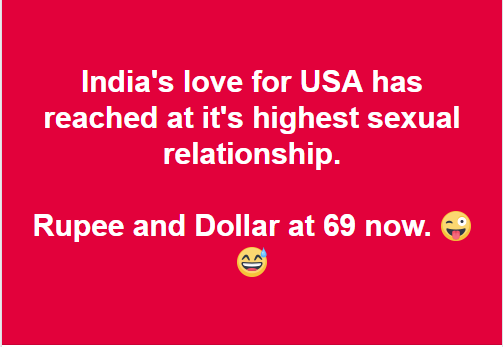 India's love for USA has
reached at it's highest sexual
relationship.
Rupee and Dollar at 69 now. 😜
😅